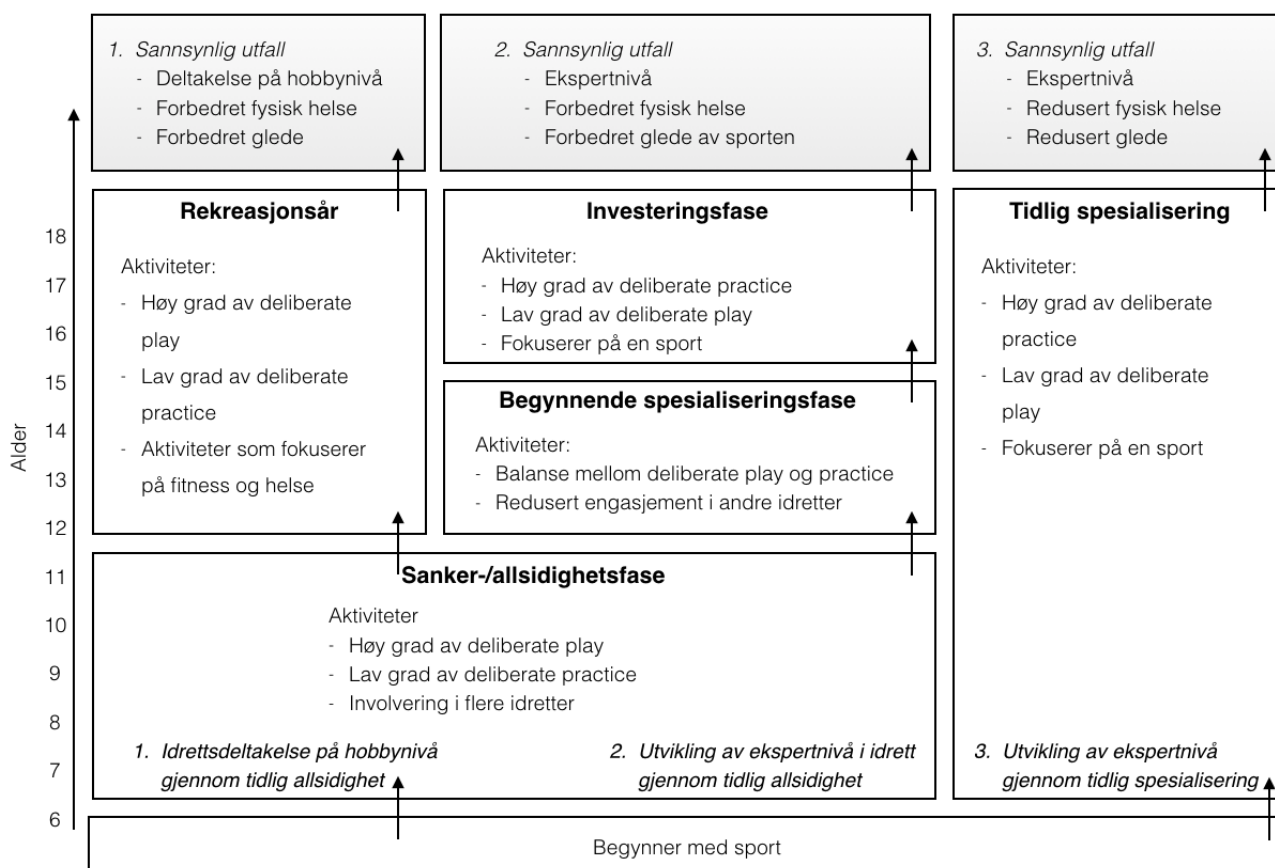 1. Sannsynlig utfall
- Deltakelse på hobbynivå
- Forbedret fysisk helse
- Forbedret glede
2. Sannsynlig utfall
- Ekspertnivå
- Forbedret fysisk helse
- Forbedret glede av sporten
3. Sannsynlig utfall
- Ekspertnivå
- Redusert fysisk helse
- Redusert glede
Rekreasjonsår
Aktiviteter:
- Høy grad av deliberate
play
- Lav grad av deliberate
practice
- Aktiviteter som fokuserer
på fitness og helse
Investeringsfase
Aktiviteter:
- Høy grad av deliberate practice
- Lav grad av deliberate play
- Fokuserer på en sport
Begynnende spesialiseringsfase
Aktiviteter:
- Balanse mellom deliberate play og practice
- Redusert engasjement i andre idretter
Tidlig spesialisering
Aktiviteter:
- Høy grad av deliberate
practice
- Lav grad av deliberate
play
- Fokuserer på en sport
Sanker-/allsidighetsfase
Aktiviteter
- Høy grad av deliberate play
- Lav grad av deliberate practice
- Involvering i flere idretter
1. Idrettsdeltakelse på hobbynivå
gjennom tidlig allsidighet
2. Utvikling av ekspertnivå i idrett
gjennom tidlig allsidighet
3. Utvikling av ekspertnivå
gjennom tidlig spesialisering
Begynner med sport
Alder
18
17
16
15
14
13
12
11
10
9
8
7
6